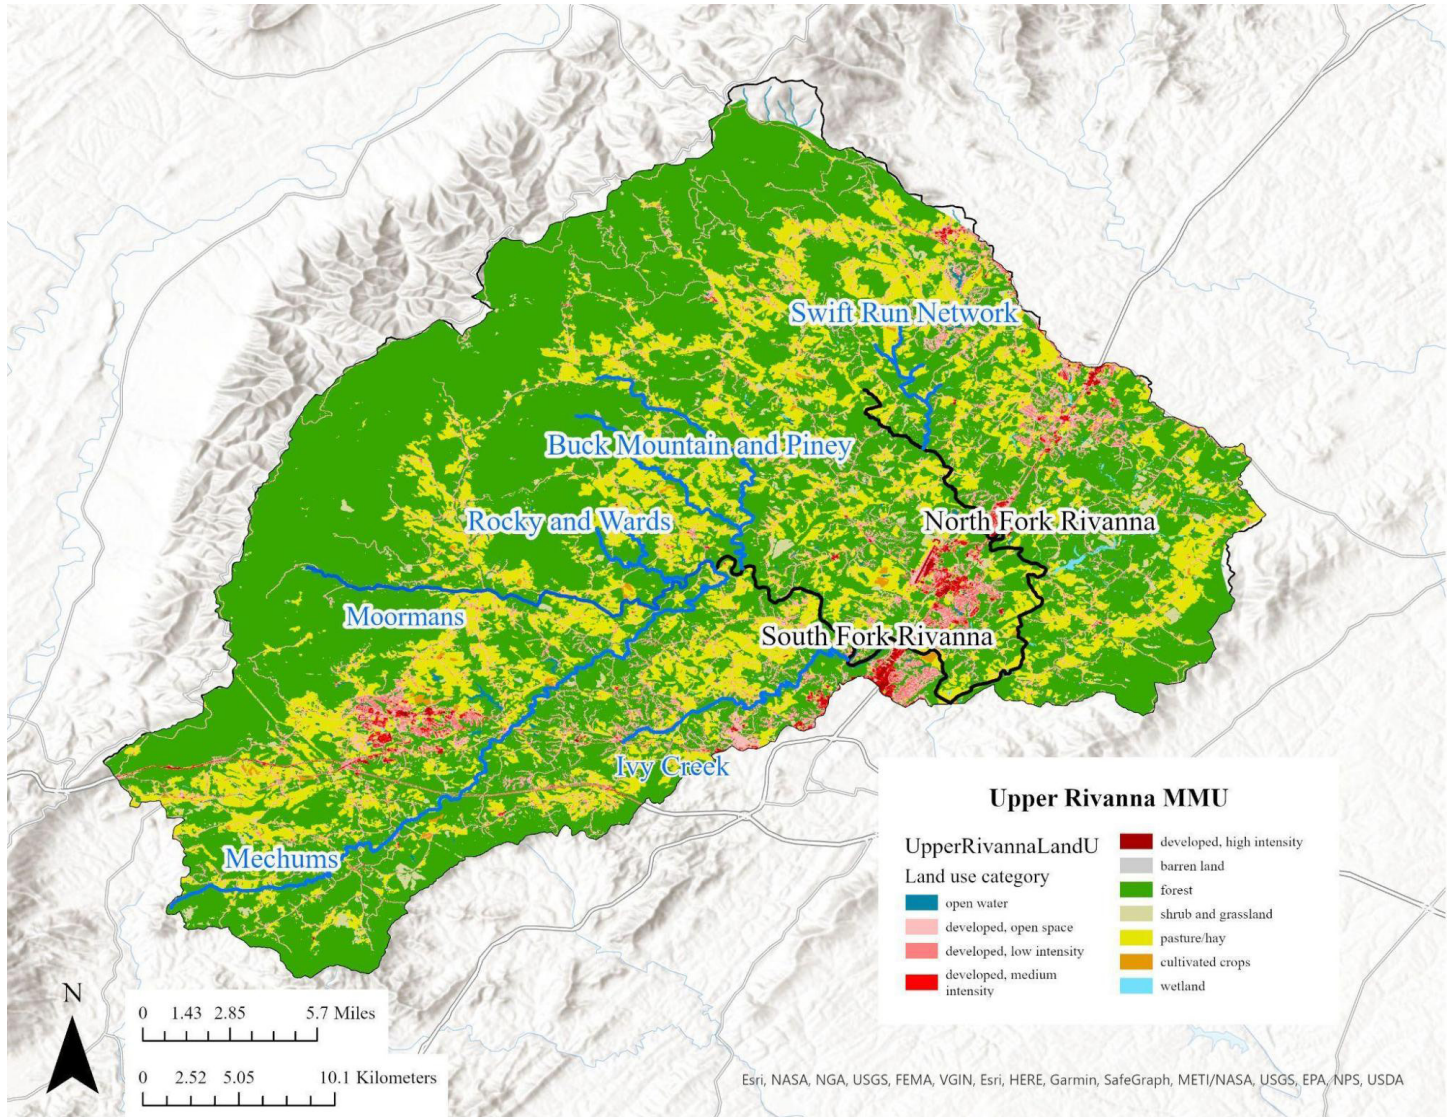 Swift Run Network
Buck Mountain and Piney
Rocky and Wards
North Fork Rivanna
Moormans
South Fork Rivanna
Ivy Creek
Mechums
Upper Rivanna MMU
UpperRivannaLandU
Land use category
open water
developed, open space
developed, low intensity
developed, medium
intensity
developed, high intensity
barren land
forest
shrub and grassland
pasture/hay
cultivated crops
wetland
N
0 1.43 2.85 5.7 Miles
0 2.52 5.05 10.1 Kilometers
Esri, NASA, NGA, USGS, FEMA, VGIN, Esri, HERE, Garmin, SafeGraph, METI/NASA, USGS, EPA, NPS, USDA